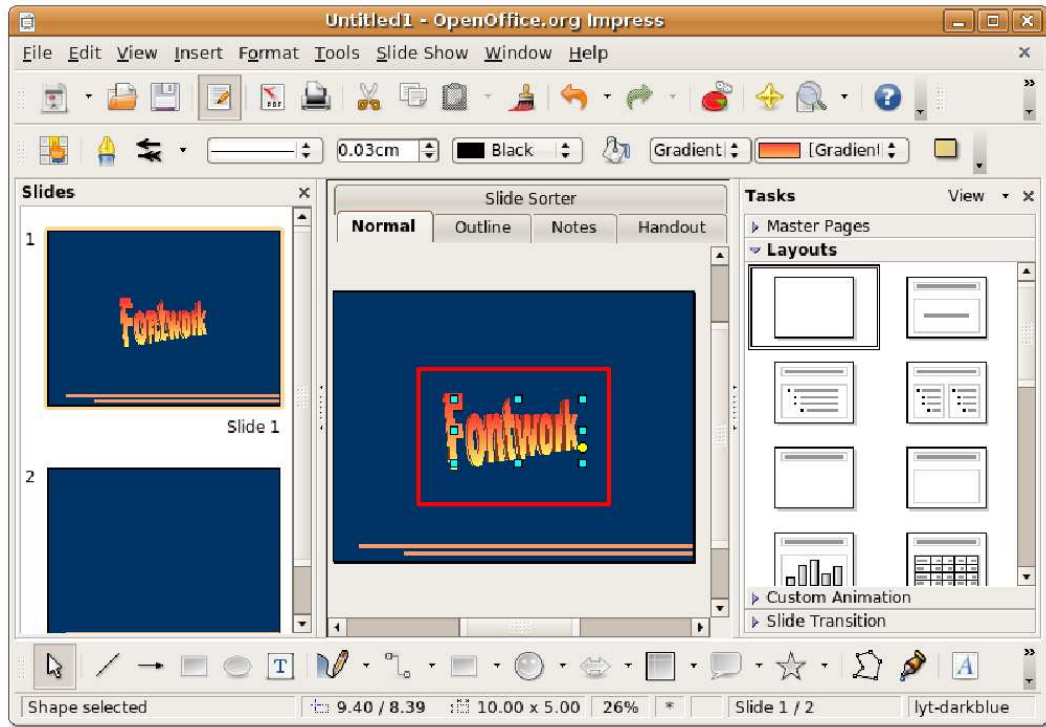 Untitled1 - OpenOffice.org Impress
File Edit View Insert Format Tools Slide Show Window Help
PDF
0.03cm Black Gradient [Gradient
Slides
Slide Sorter
Tasks View
Normal Outline Notes Handout
Master Pages
Layouts
1
Fontwork
Slide 1
2
Fontwork
Custom Animation
Slide Transition
T
A
Shape selected 9.40 / 8.39 10.00 x 5.00 26% * Slide 1 / 2 lyt-darkblue